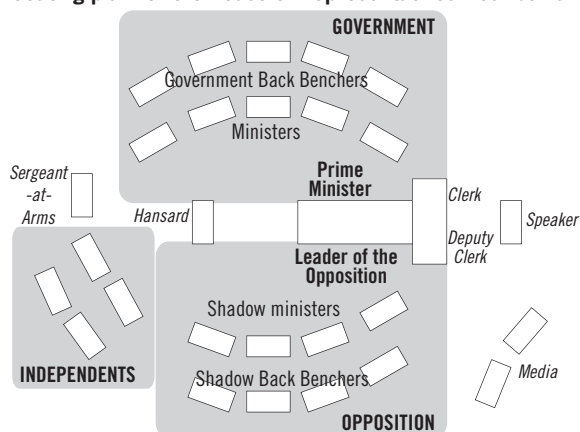 GOVERNMENT
Government Back Benchers
Ministers
Prime
Minister
Sergeant
-at-
Arms
Hansard
Clerk
Deputy
Clerk
Speaker
Leader of the
Opposition
Shadow ministers
INDEPENDENTS
Shadow Back Benchers
Media
OPPOSITION